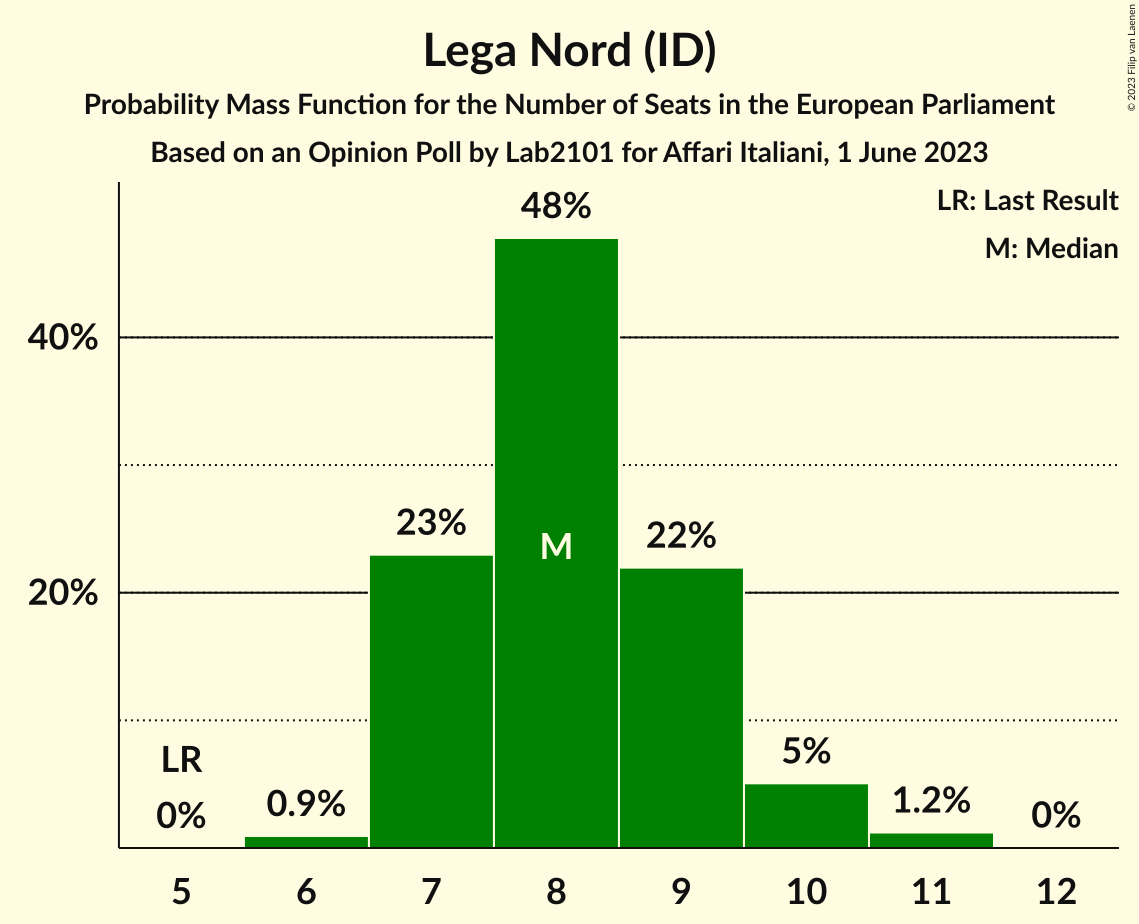 Lega Nord (ID)
Probability Mass Function for the Number of Seats in the European Parliament
Based on an Opinion Poll by Lab2101 for Affari Italiani, 1 June 2023
© 2023 Filip van Laenen
LR: Last Result
M: Median
48%
40%
23%
M
22%
20%
LR
0%
0.9%
5%
1.2%
0%
5
6
7
8
9
10
11
12